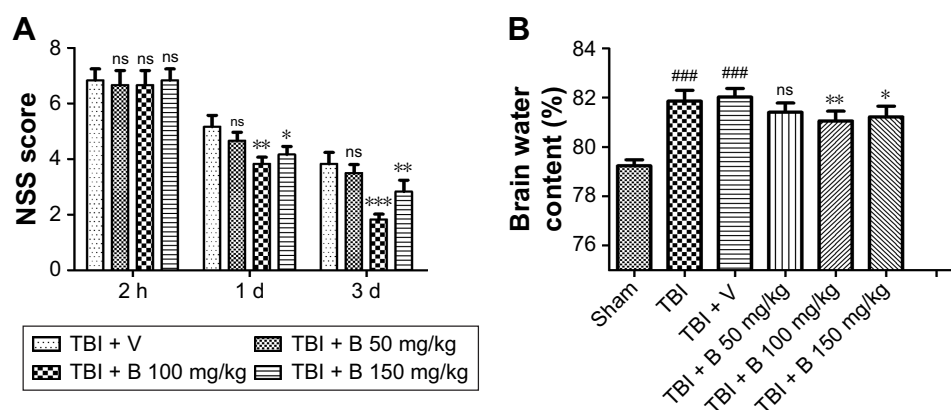 A
NSS score
8
6
4
2
0
ns ns ns
ns ** *
ns *** **
2 h 1 d 3 d
TBI + V TBI + B 50 mg/kg
TBI + B 100 mg/kg TBI + B 150 mg/kg
B
Brain water
content (%)
84
82
80
78
76
### ### ns ** *
Sham
TBI
TBI + V
TBI + B 50 mg/kg
TBI + B 100 mg/kg
TBI + B 150 mg/kg